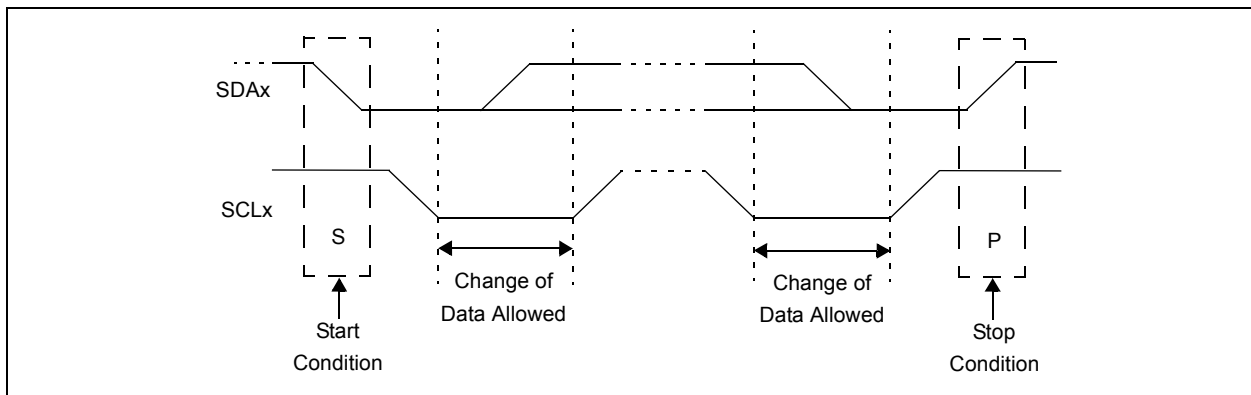 SDAx
SCLx
S
P
Change of
Data Allowed
Change of
Data Allowed
Start
Condition
Stop
Condition